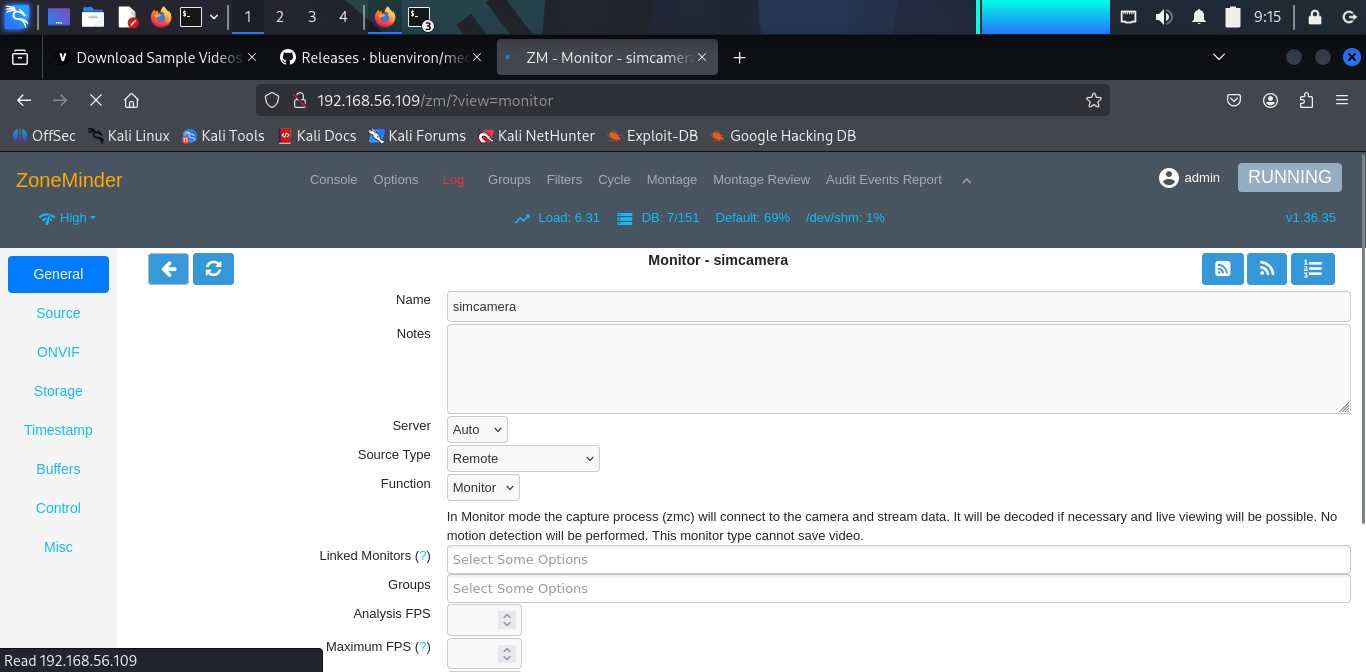 1 2 3 4 3 9:15
Download Sample Videos Releases · bluenviron/med ZM - Monitor - simcamera
192.168.56.109/zm/?view=monitor
OffSec Kali Linux Kali Tools Kali Docs Kali Forums Kali NetHunter Exploit-DB Google Hacking DB
ZoneMinder Console Options Log Groups Filters Cycle Montage Montage Review Audit Events Report admin RUNNING
High Load: 6.31 DB: 7/151 Default: 69% /dev/shm: 1% v1.36.35
General
Source
ONVIF
Storage
Timestamp
Buffers
Control
Misc
Monitor - simcamera
Name simcamera
Notes
Server Auto
Source Type Remote
Function Monitor
In Monitor mode the capture process (zmc) will connect to the camera and stream data. It will be decoded if necessary and live viewing will be possible. No
motion detection will be performed. This monitor type cannot save video.
Linked Monitors (?) Select Some Options
Groups Select Some Options
Analysis FPS
Maximum FPS (?)
Read 192.168.56.109